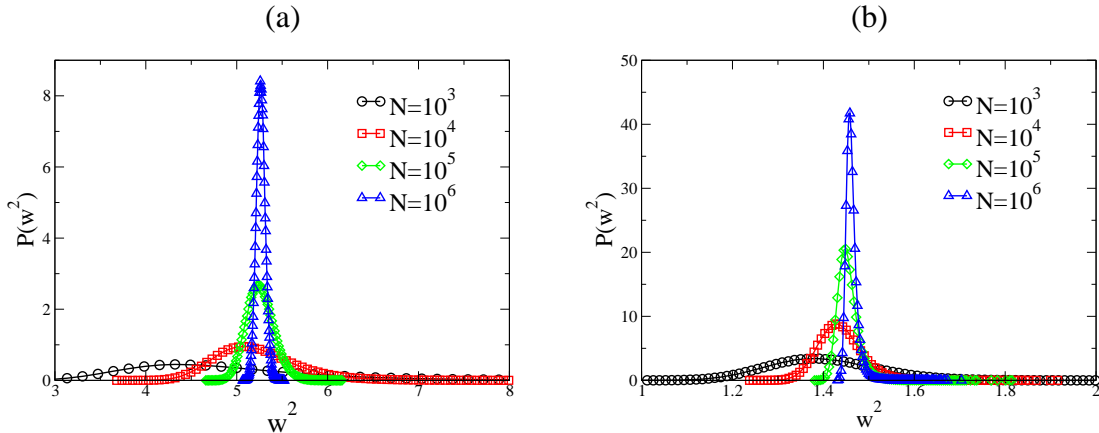 (a)
P(w²)
8
6
4
2
0
3 4 5 6 7 8
w²
N=10³
N=10⁴
N=10⁵
N=10⁶
(b)
P(w²)
50
40
30
20
10
0
1 1.2 1.4 1.6 1.8 2
w²
N=10³
N=10⁴
N=10⁵
N=10⁶